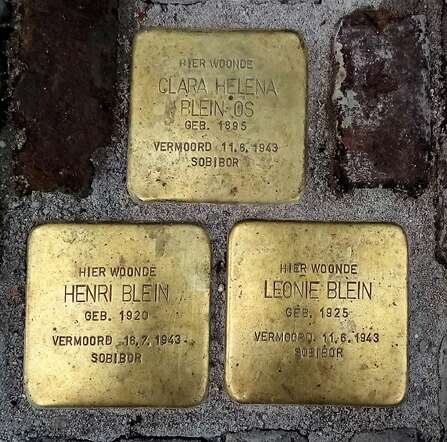 HIER WOONDE
CLARA HELENA
BLEIN-OS
GEB. 1895
VERMOORD 11.6.1943
SOBIBOR
HIER WOONDE
HENRI BLEIN
GEB. 1920
VERMOORD 16.7.1943
SOBIBOR
HIER WOONDE
LEONIE BLEIN
GEB. 1925
VERMOORD 11.6.1943
SOBIBOR